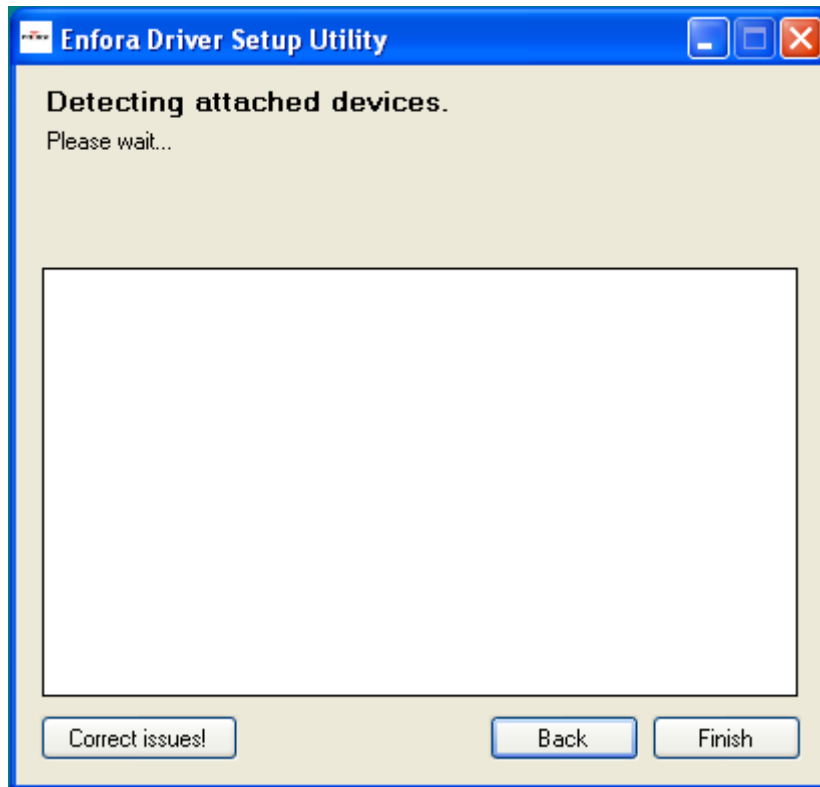 Enfora Driver Setup Utility
Detecting attached devices.
Please wait...
Correct issues! Back Finish